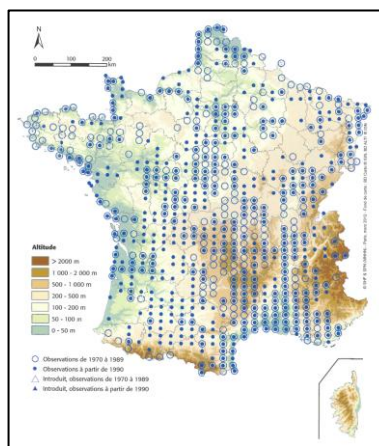 N
0 100 200
km
Altitude
> 2000 m
1 000 - 2 000 m
500 - 1 000 m
200 - 500 m
100 - 200 m
50 - 100 m
0 - 50 m
Observations de 1970 à 1989
Observations à partir de 1990
Introduit, observations de 1970 à 1989
Introduit, observations à partir de 1990